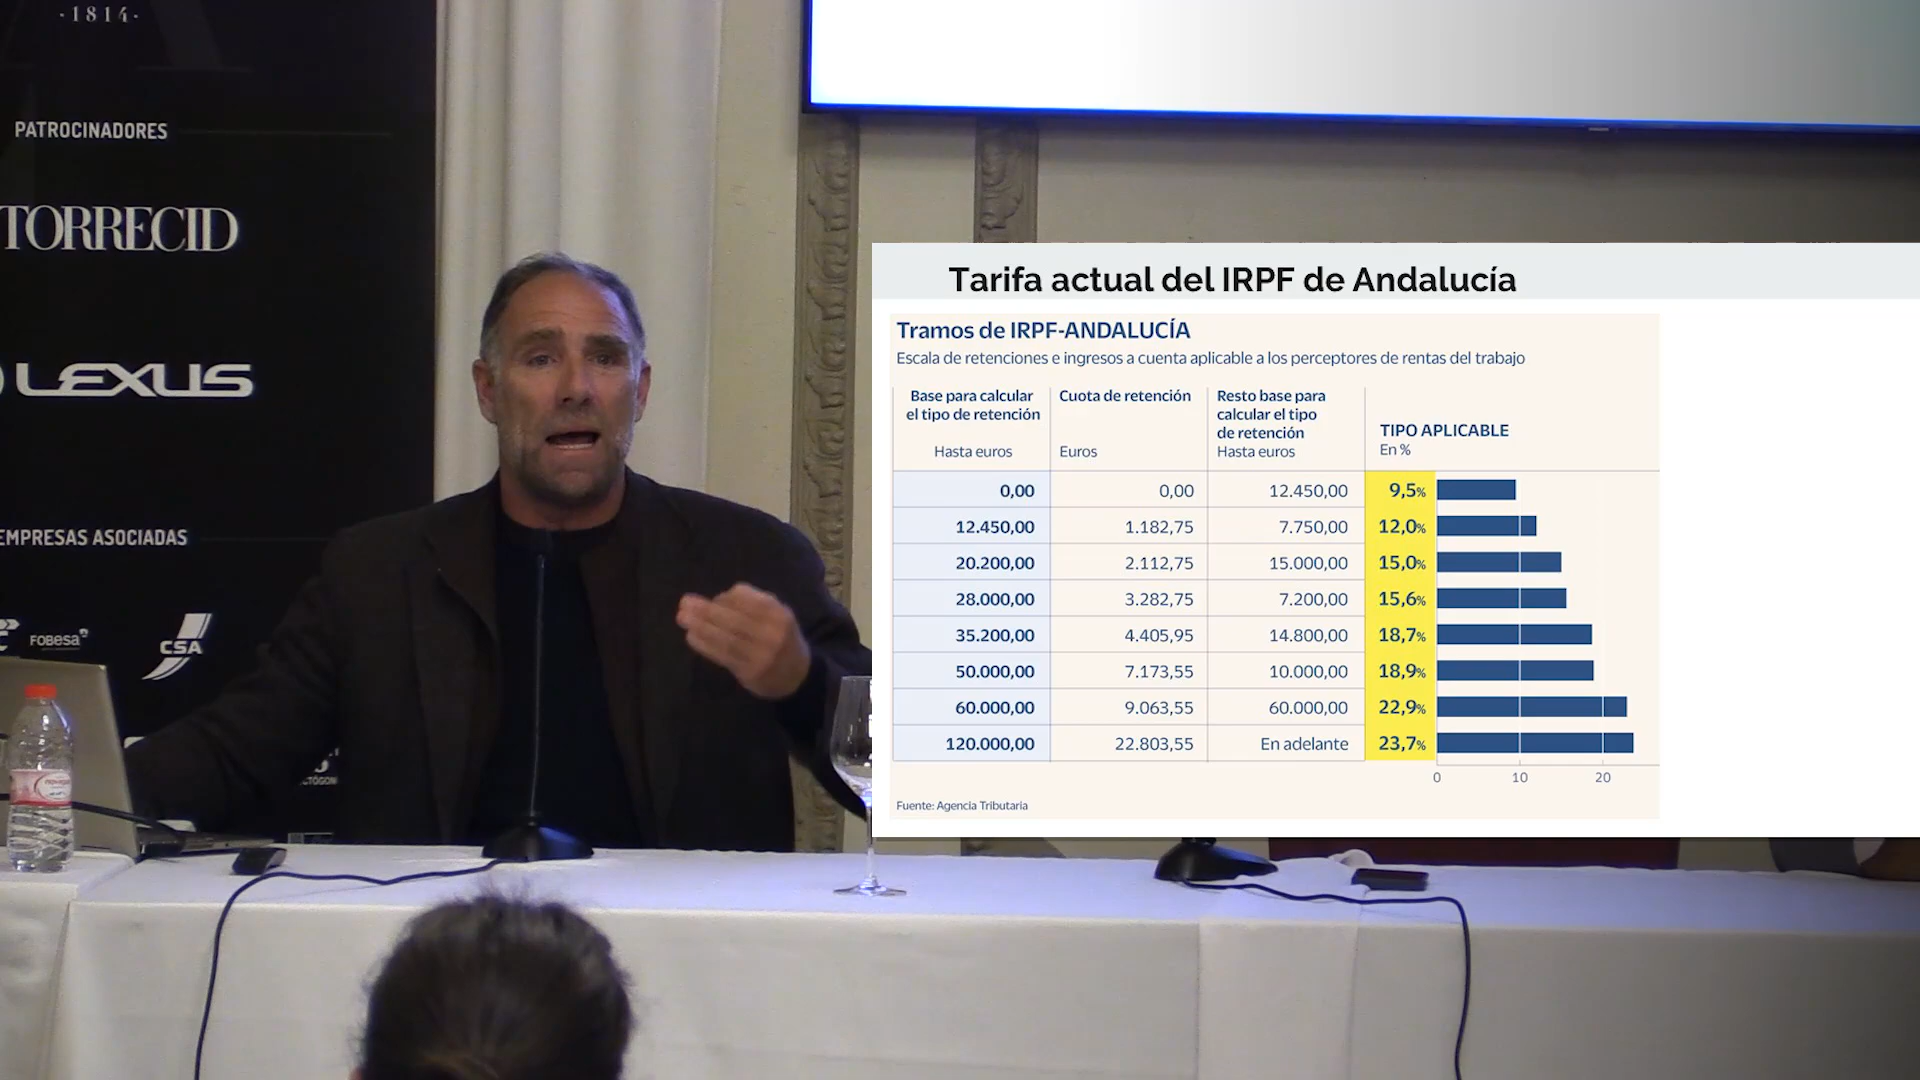 ·1814·
PATROCINADORES
TORRECID
LEXUS
EMPRESAS ASOCIADAS
FOBESA
CSA
Tarifa actual del IRPF de Andalucía
Tramos de IRPF-ANDALUCÍA
Escala de retenciones e ingresos a cuenta aplicable a los perceptores de rentas del trabajo
Base para calcular
el tipo de retención
Hasta euros
Cuota de retención
Euros
Resto base para
calcular el tipo
de retención
Hasta euros
TIPO APLICABLE
En %
0,00 0,00 12.450,00 9,5%
12.450,00 1.182,75 7.750,00 12,0%
20.200,00 2.112,75 15.000,00 15,0%
28.000,00 3.282,75 7.200,00 15,6%
35.200,00 4.405,95 14.800,00 18,7%
50.000,00 7.173,55 10.000,00 18,9%
60.000,00 9.063,55 60.000,00 22,9%
120.000,00 22.803,55 En adelante 23,7%
0 10 20
Fuente: Agencia Tributaria